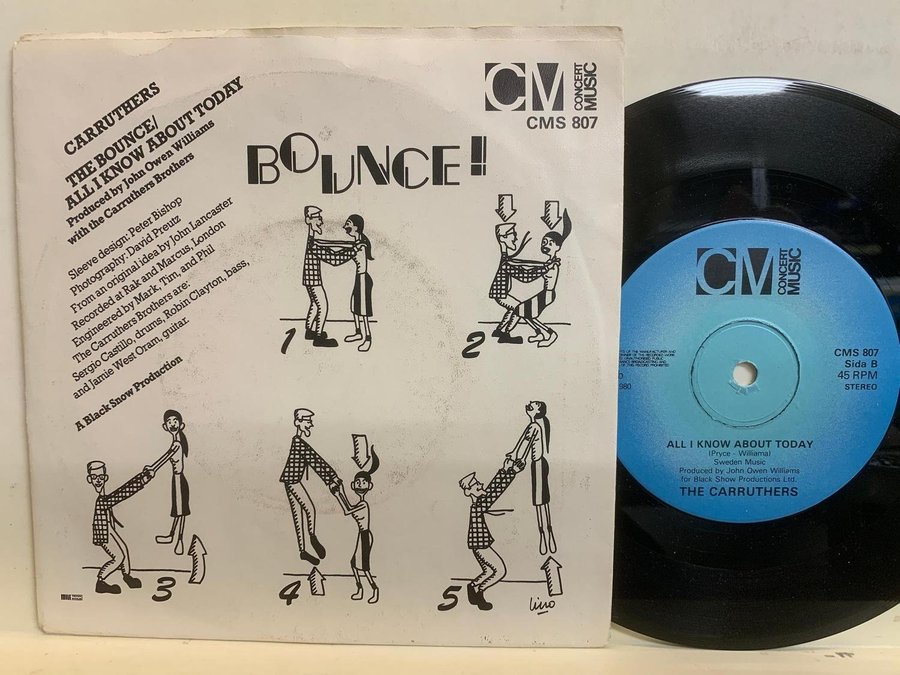 CARRUTHERS
THE BOUNCE/
ALL I KNOW ABOUT TODAY
Produced by John Owen Williams
with the Carruthers Brothers
Sleeve design: Peter Bishop
Photography: David Preutz
From an original idea by John Lancaster
Recorded at Rak and Marcus, London
Engineered by Mark, Tim, and Phil
The Carruthers Brothers are:
Sergio Castillo, drums, Robin Clayton, bass,
and Jamie West Oram, guitar.
A Black Snow Production
CM CONCERT MUSIC
CMS 807
BOUNCE!!
1
2
3
4
5
Lino
CM CONCERT MUSIC
CMS 807
Sida B
45 RPM
STEREO
1980
ALL I KNOW ABOUT TODAY
(Pryce - Williama)
Sweden Music
Produced by John Owen Williams
for Black Show Productions Ltd.
THE CARRUTHERS